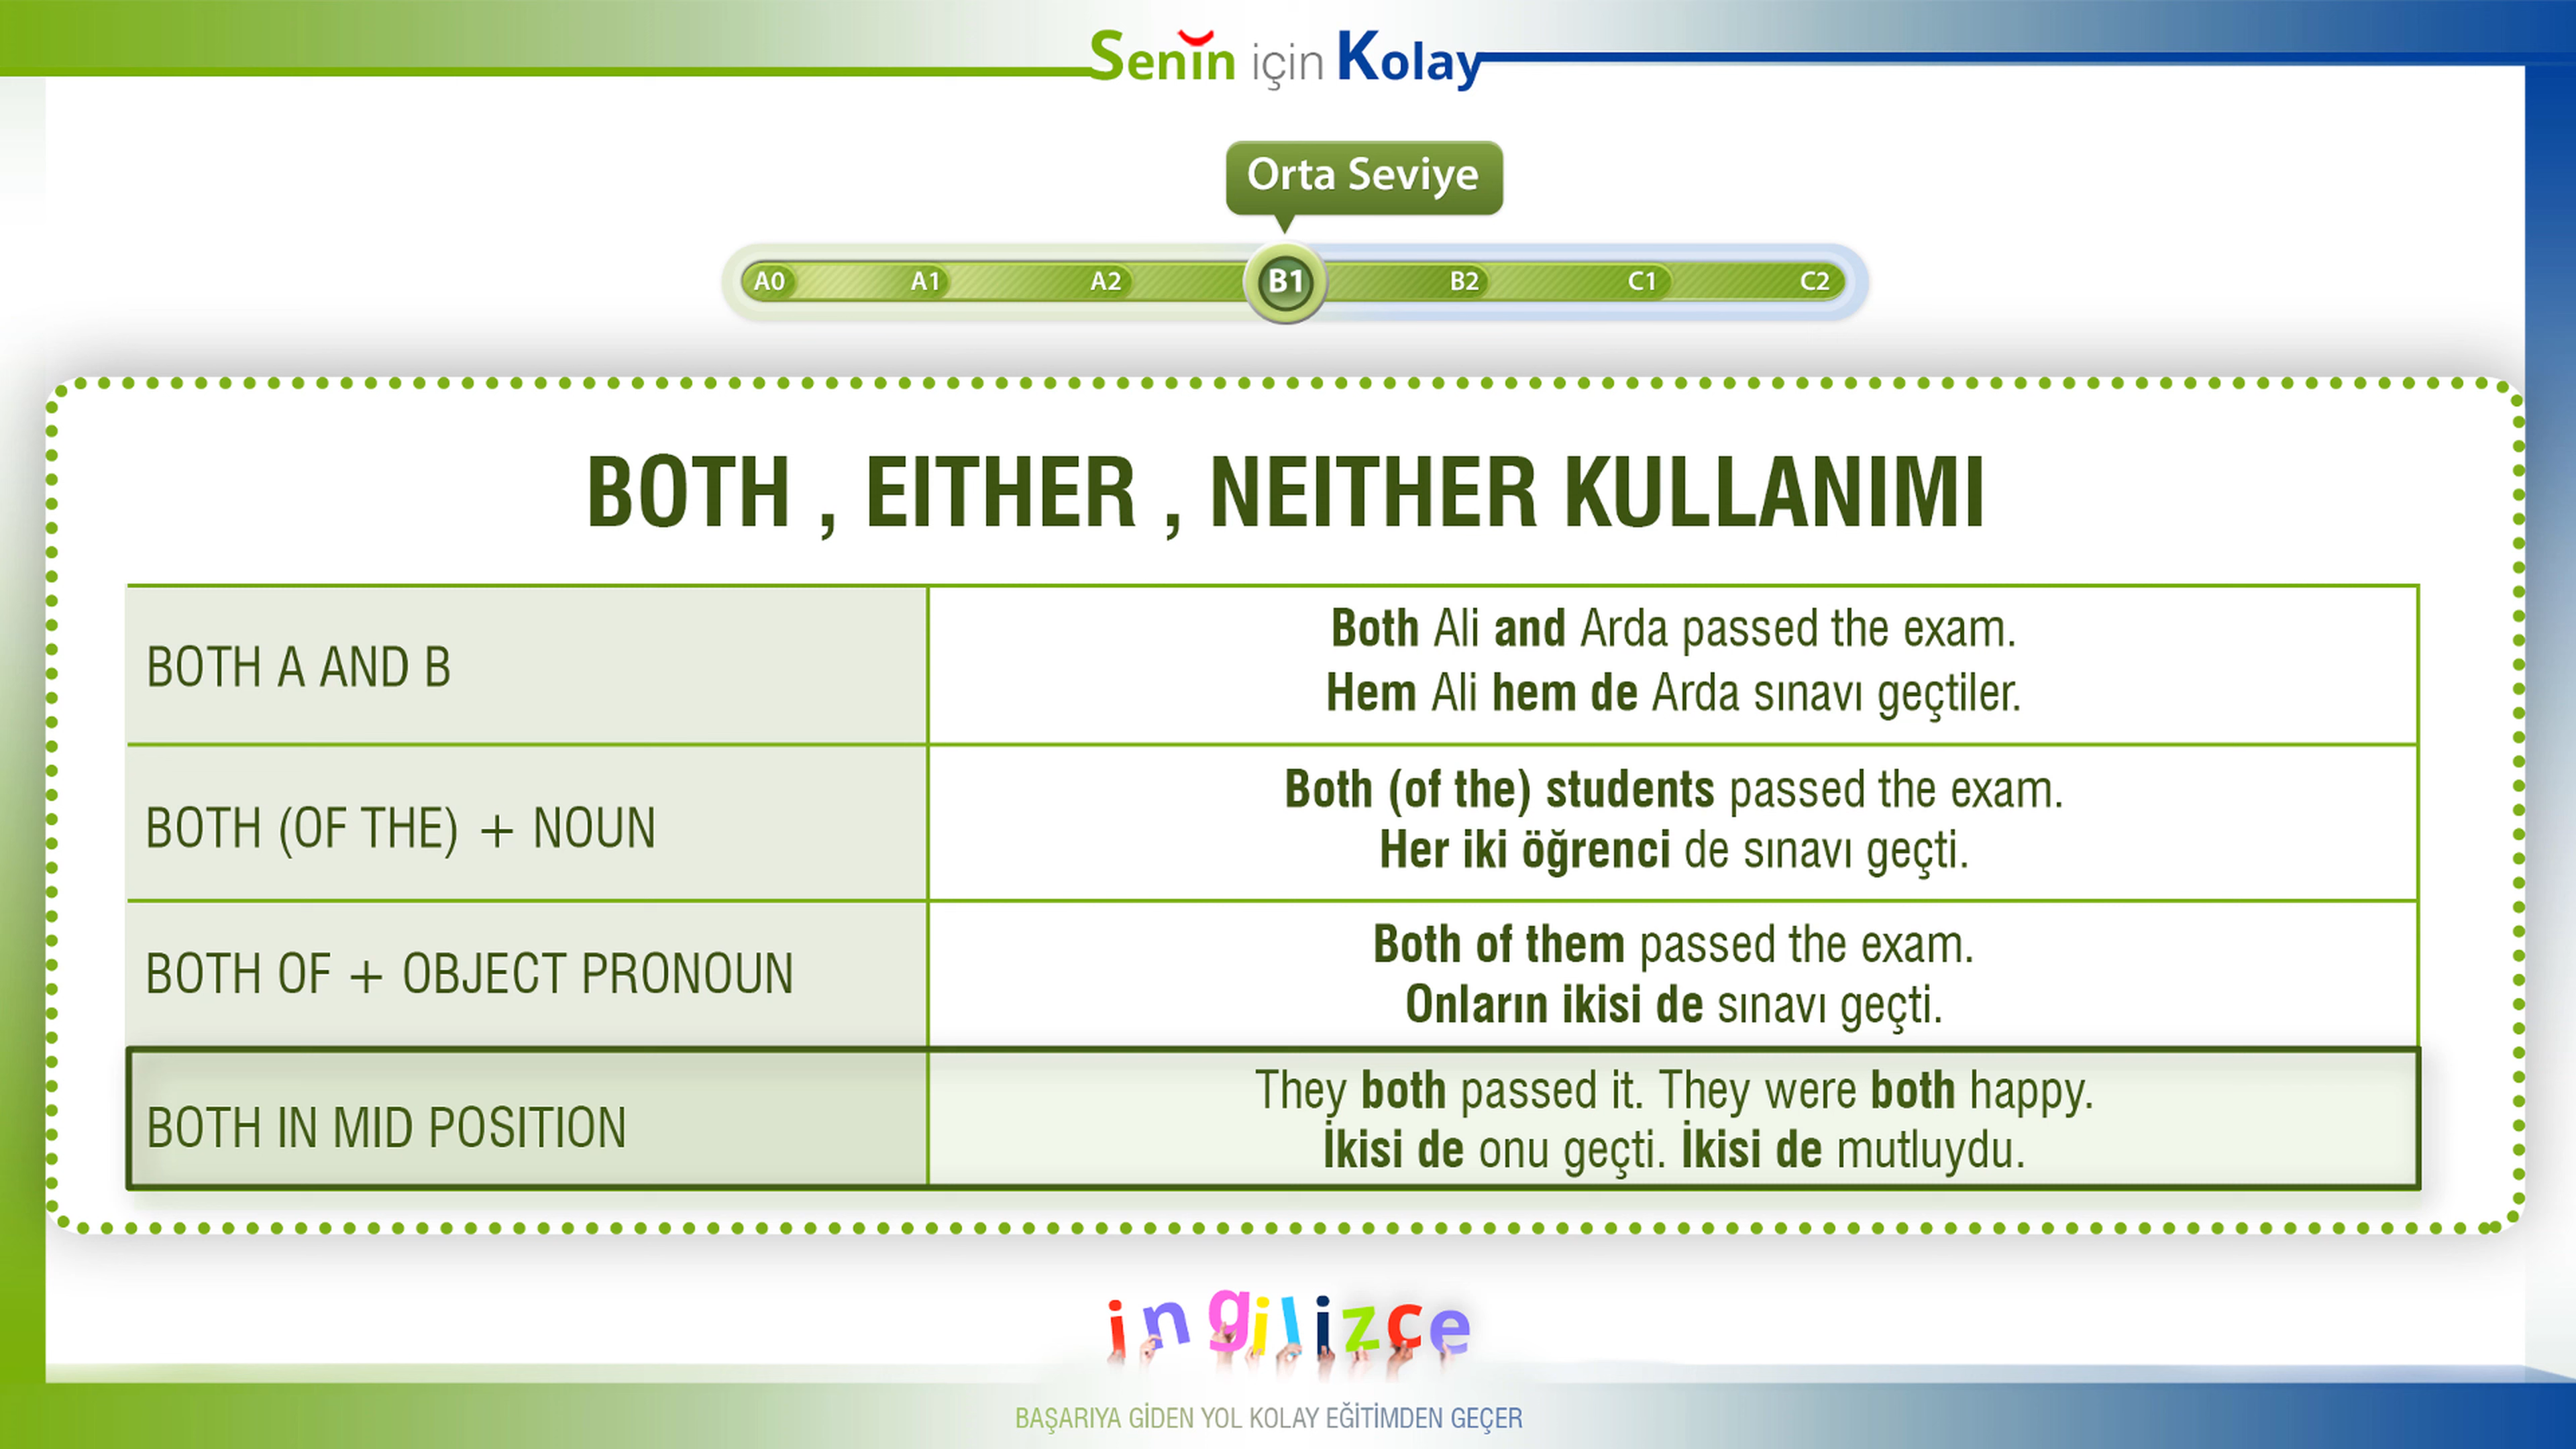 Senin için Kolay
Orta Seviye
A0 A1 A2 B1 B2 C1 C2
BOTH , EITHER , NEITHER KULLANIMI
BOTH A AND B
Both Ali and Arda passed the exam.
Hem Ali hem de Arda sınavı geçtiler.
BOTH (OF THE) + NOUN
Both (of the) students passed the exam.
Her iki öğrenci de sınavı geçti.
BOTH OF + OBJECT PRONOUN
Both of them passed the exam.
Onların ikisi de sınavı geçti.
BOTH IN MID POSITION
They both passed it. They were both happy.
İkisi de onu geçti. İkisi de mutluydu.
ingilizce
BAŞARIYA GİDEN YOL KOLAY EĞİTİMDEN GEÇER